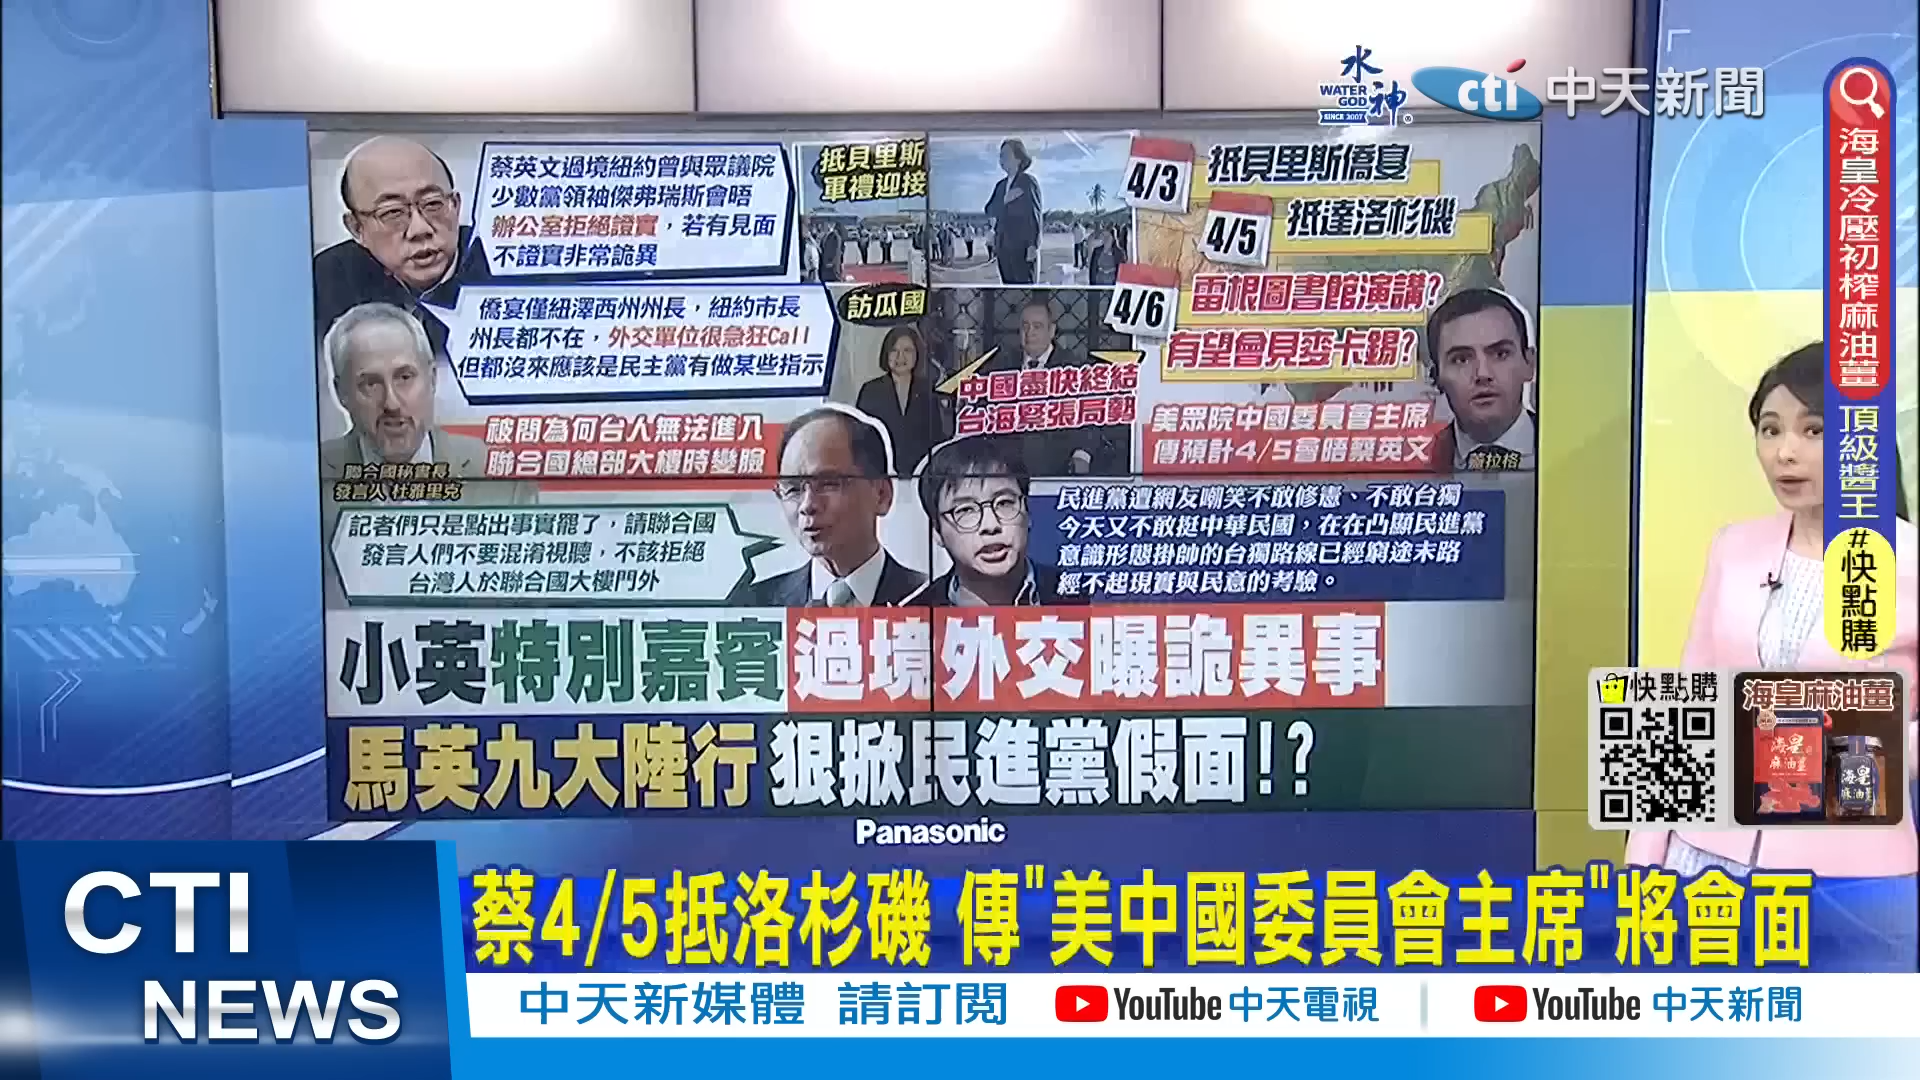 水神
WATER
GOD
SINCE 2007
cti 中天新聞
蔡英文過境紐約曾與眾議院
少數黨領袖傑弗瑞斯會晤
辦公室拒絕證實，若有見面
不證實非常詭異
抵貝里斯
軍禮迎接
4/3
抵貝里斯僑宴
4/5
抵達洛杉磯
4/6
雷根圖書館演講?
有望會見麥卡錫?
僑宴僅紐澤西州州長，紐約市長
州長都不在，外交單位很急狂Call
但都沒來應該是民主黨有做某些指示
訪瓜國
中國盡快終結
台海緊張局勢
美眾院中國委員會主席
傳預計4/5會晤蔡英文
蓋拉格
被問為何台人無法進入
聯合國總部大樓時變臉
聯合國秘書長
發言人 杜雅里克
記者們只是點出事實罷了，請聯合國
發言人們不要混淆視聽，不該拒絕
台灣人於聯合國大樓門外
民進黨遭網友嘲笑不敢修憲、不敢台獨
今天又不敢挺中華民國，在在凸顯民進黨
意識形態掛帥的台獨路線已經窮途末路
經不起現實與民意的考驗。
小英特別嘉賓過境外交曝詭異事
馬英九大陸行狠掀民進黨假面!?
Panasonic
海皇冷壓初榨麻油薑
頂級醬王
#快點購
快點購
海皇麻油薑
海皇
麻油薑
海皇
麻油薑
CTI
NEWS
蔡4/5抵洛杉磯 傳"美中國委員會主席"將會面
中天新媒體 請訂閱 YouTube 中天電視 YouTube 中天新聞